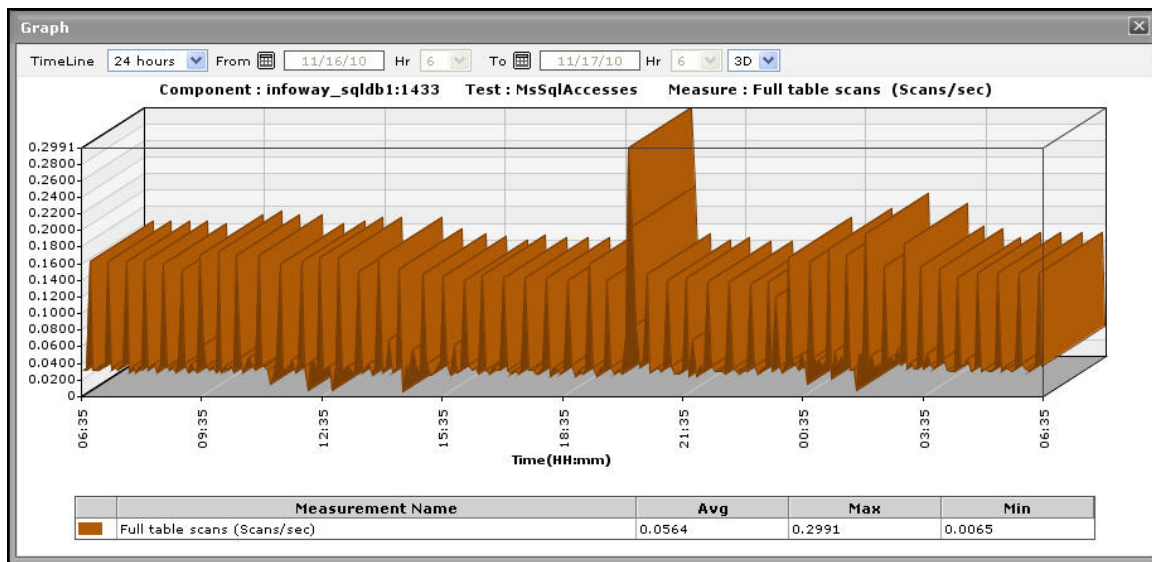 Graph
TimeLine 24 hours From 11/16/10 Hr 6 To 11/17/10 Hr 6 3D
Component : infoway_sqldb1:1433 Test : MsSqlAccesses Measure : Full table scans (Scans/sec)
0.2991
0.2800
0.2600
0.2400
0.2200
0.2000
0.1800
0.1600
0.1400
0.1200
0.1000
0.0800
0.0600
0.0400
0.0200
0
06:35 09:35 12:35 15:35 18:35 21:35 00:35 03:35 06:35
Time(HH:mm)
Measurement Name Avg Max Min
Full table scans (Scans/sec) 0.0564 0.2991 0.0065